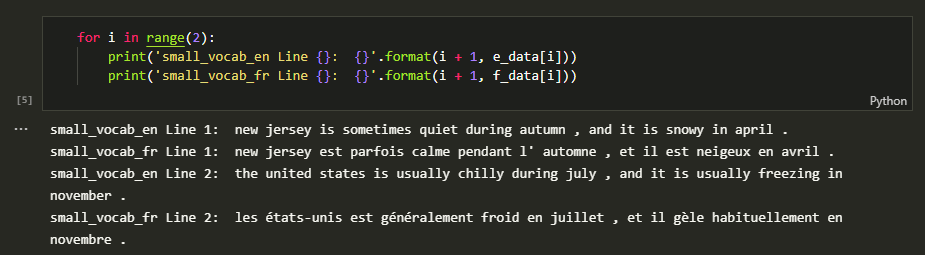 for i in range(2):
    print('small_vocab_en Line {}:  {}'.format(i + 1, e_data[i]))
    print('small_vocab_fr Line {}:  {}'.format(i + 1, f_data[i]))
[5]
Python
...
small_vocab_en Line 1:  new jersey is sometimes quiet during autumn , and it is snowy in april .
small_vocab_fr Line 1:  new jersey est parfois calme pendant l' automne , et il est neigeux en avril .
small_vocab_en Line 2:  the united states is usually chilly during july , and it is usually freezing in
november .
small_vocab_fr Line 2:  les états-unis est généralement froid en juillet , et il gèle habituellement en
novembre .